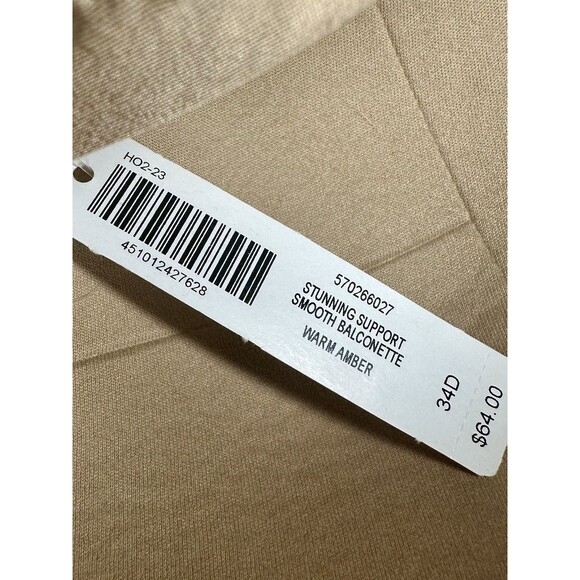 HO2-23
451012427628
570266027
STUNNING SUPPORT
SMOOTH BALCONETTE
WARM AMBER
34D
$64.00